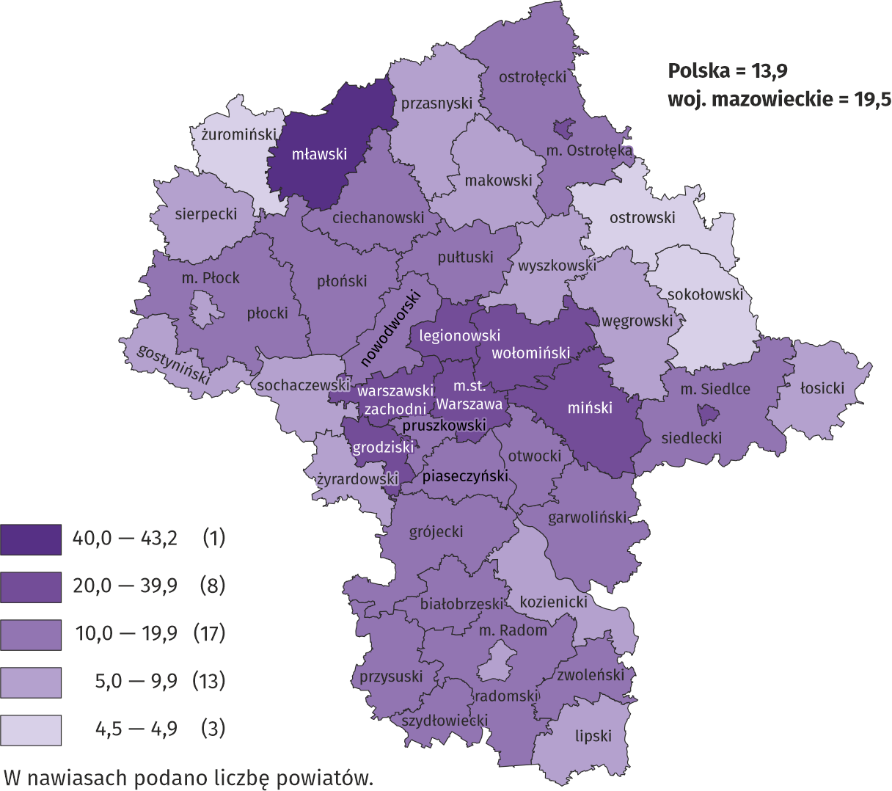 Polska = 13,9
woj. mazowieckie = 19,5
ostrołęcki
przasnyski
żuromiński
mławski
m. Ostrołęka
makowski
sierpecki
ciechanowski
ostrowski
pułtuski
wyszkowski
m. Płock
płoński
sokołowski
płocki
nowodworski
węgrowski
legionowski
wołomiński
gostyniński
sochaczewski
warszawski
zachodni
m.st.
Warszawa
miński
m. Siedlce
łosicki
pruszkowski
siedlecki
grodziski
otwocki
żyrardowski
piaseczyński
garwoliński
grójecki
białobrzeski
kozienicki
m. Radom
przysuski
zwoleński
radomski
szydłowiecki
lipski
40,0 — 43,2 (1)
20,0 — 39,9 (8)
10,0 — 19,9 (17)
5,0 — 9,9 (13)
4,5 — 4,9 (3)
W nawiasach podano liczbę powiatów.